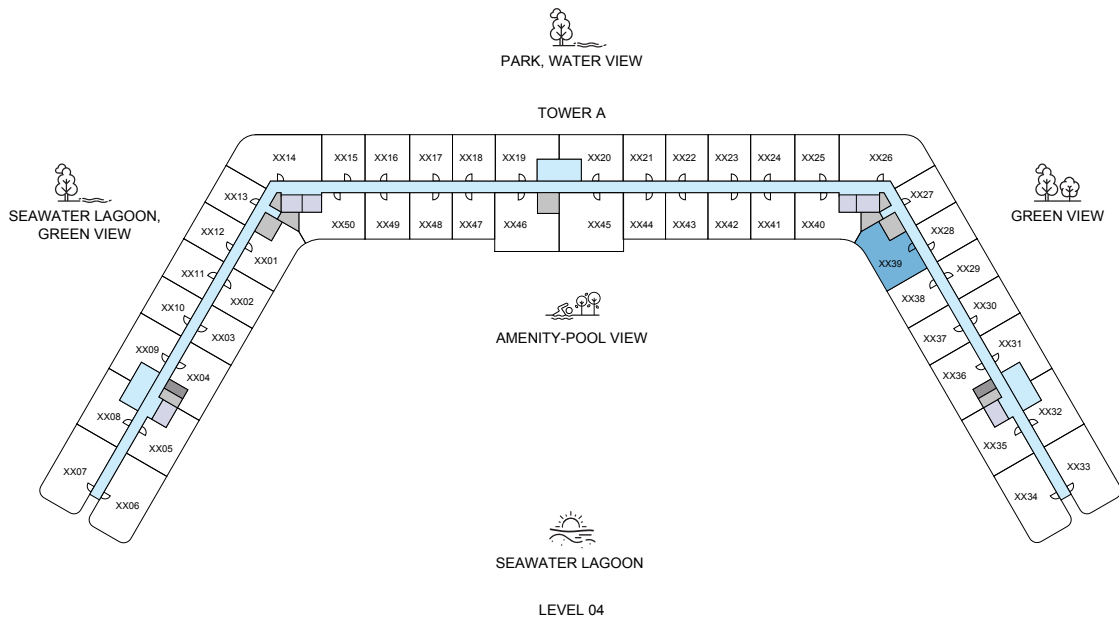 PARK, WATER VIEW
TOWER A
XX14 XX15 XX16 XX17 XX18 XX19 XX20 XX21 XX22 XX23 XX24 XX25 XX26
XX13 XX27
SEAWATER LAGOON,
GREEN VIEW
GREEN VIEW
XX12 XX50 XX49 XX48 XX47 XX46 XX45 XX44 XX43 XX42 XX41 XX40 XX28
XX01 XX39
XX11 XX29
XX02 XX38
XX10 XX30
XX03 XX37
AMENITY-POOL VIEW
XX09 XX31
XX04 XX36
XX08 XX32
XX05 XX35
XX07 XX33
XX06 XX34
SEAWATER LAGOON
LEVEL 04